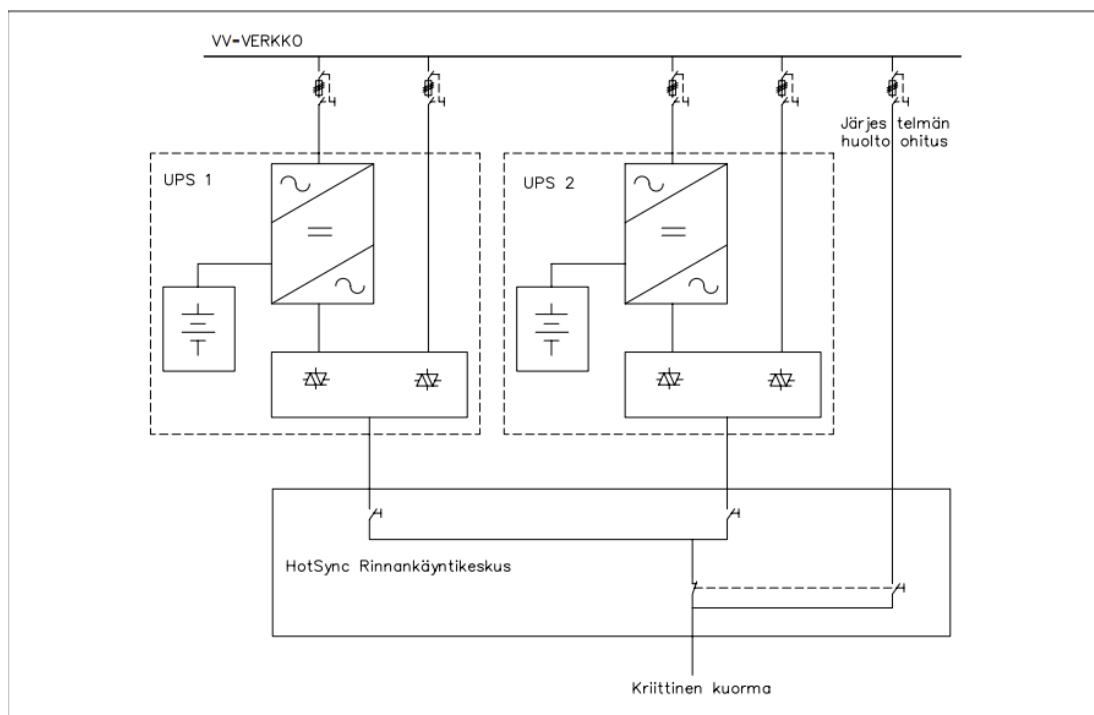 VV-VERKKO
Järjes telmän
huolto ohitus
UPS 1
UPS 2
HotSync Rinnankäyntikeskus
Kriittinen kuorma